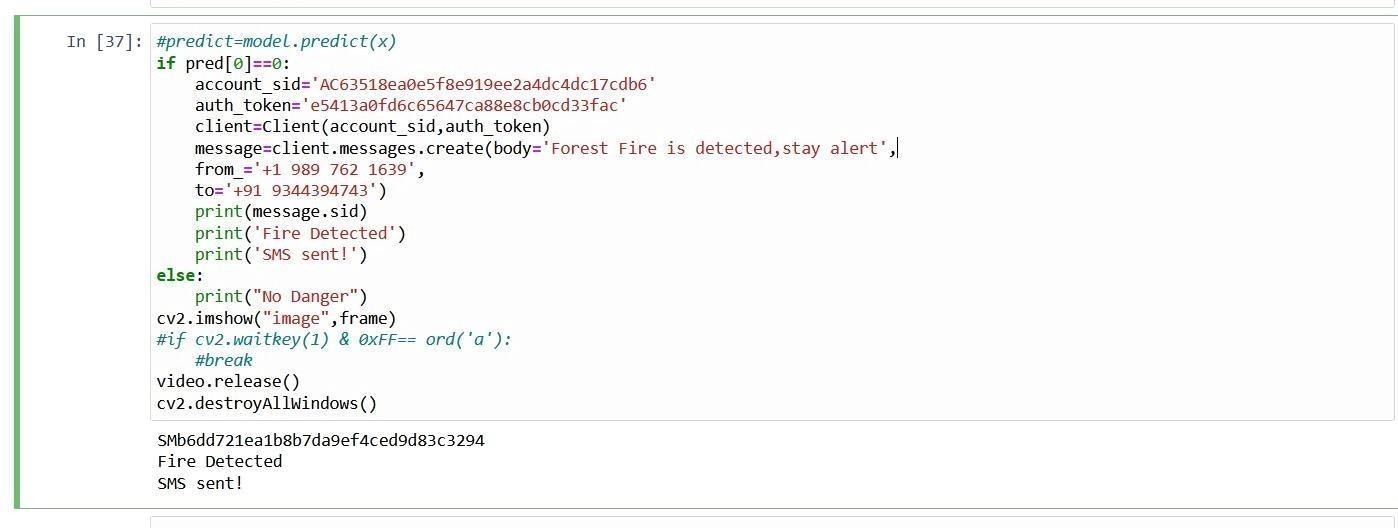 In [37]:
#predict=model.predict(x)
if pred[0]==0:
    account_sid='AC63518ea0e5f8e919ee2a4dc4dc17cdb6'
    auth_token='e5413a0fd6c65647ca88e8cb0cd33fac'
    client=Client(account_sid,auth_token)
    message=client.messages.create(body='Forest Fire is detected,stay alert',
    from_='+1 989 762 1639',
    to='+91 9344394743')
    print(message.sid)
    print('Fire Detected')
    print('SMS sent!')
else:
    print("No Danger")
cv2.imshow("image",frame)
#if cv2.waitkey(1) & 0xFF== ord('a'):
    #break
video.release()
cv2.destroyAllWindows()
SMb6dd721ea1b8b7da9ef4ced9d83c3294
Fire Detected
SMS sent!